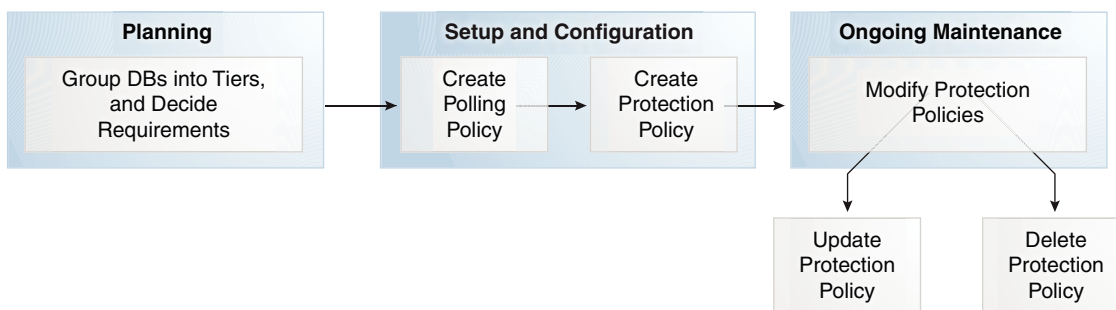 Planning
Group DBs into Tiers,
and Decide
Requirements
Setup and Configuration
Create
Polling
Policy
Create
Protection
Policy
Ongoing Maintenance
Modify Protection
Policies
Update
Protection
Policy
Delete
Protection
Policy